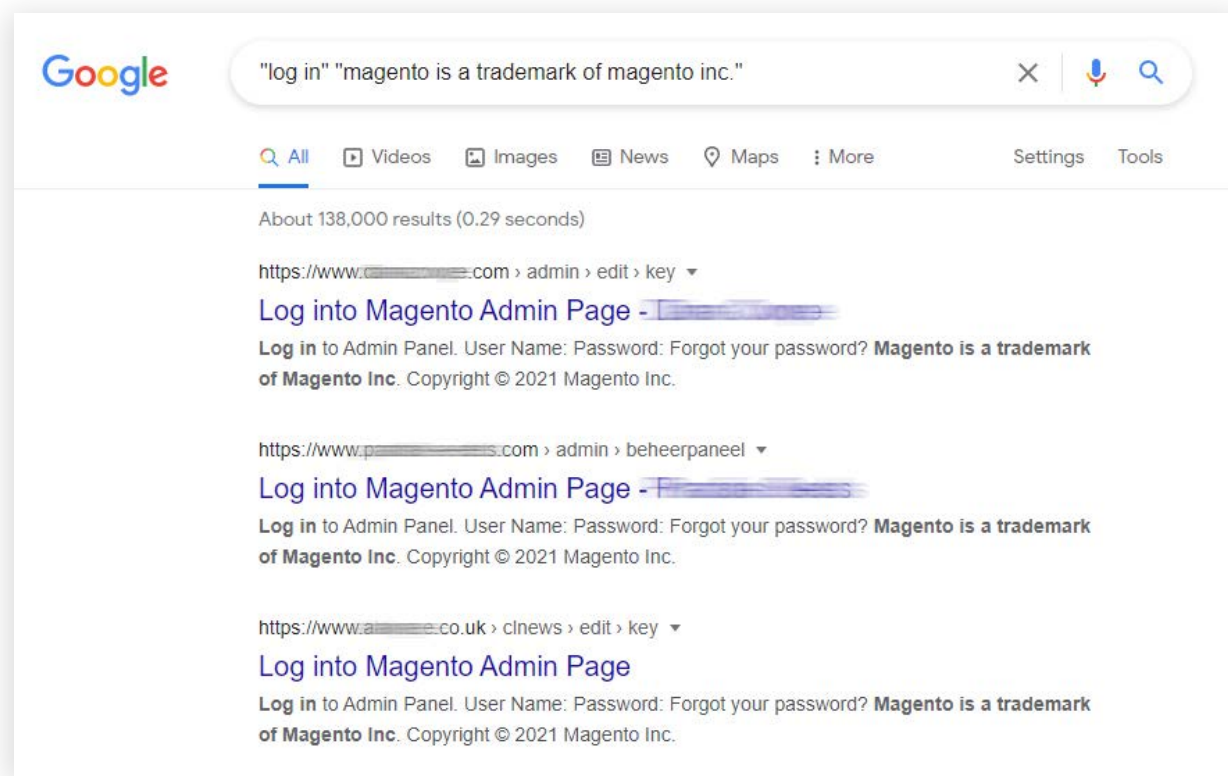 Google
"log in" "magento is a trademark of magento inc."
All Videos Images News Maps More Settings Tools
About 138,000 results (0.29 seconds)
https://www. .com › admin › edit › key
Log into Magento Admin Page -
Log in to Admin Panel. User Name: Password: Forgot your password? Magento is a trademark
of Magento Inc. Copyright © 2021 Magento Inc.
https://www. .com › admin › beheerpaneel
Log into Magento Admin Page -
Log in to Admin Panel. User Name: Password: Forgot your password? Magento is a trademark
of Magento Inc. Copyright © 2021 Magento Inc.
https://www. .co.uk › clnews › edit › key
Log into Magento Admin Page
Log in to Admin Panel. User Name: Password: Forgot your password? Magento is a trademark
of Magento Inc. Copyright © 2021 Magento Inc.